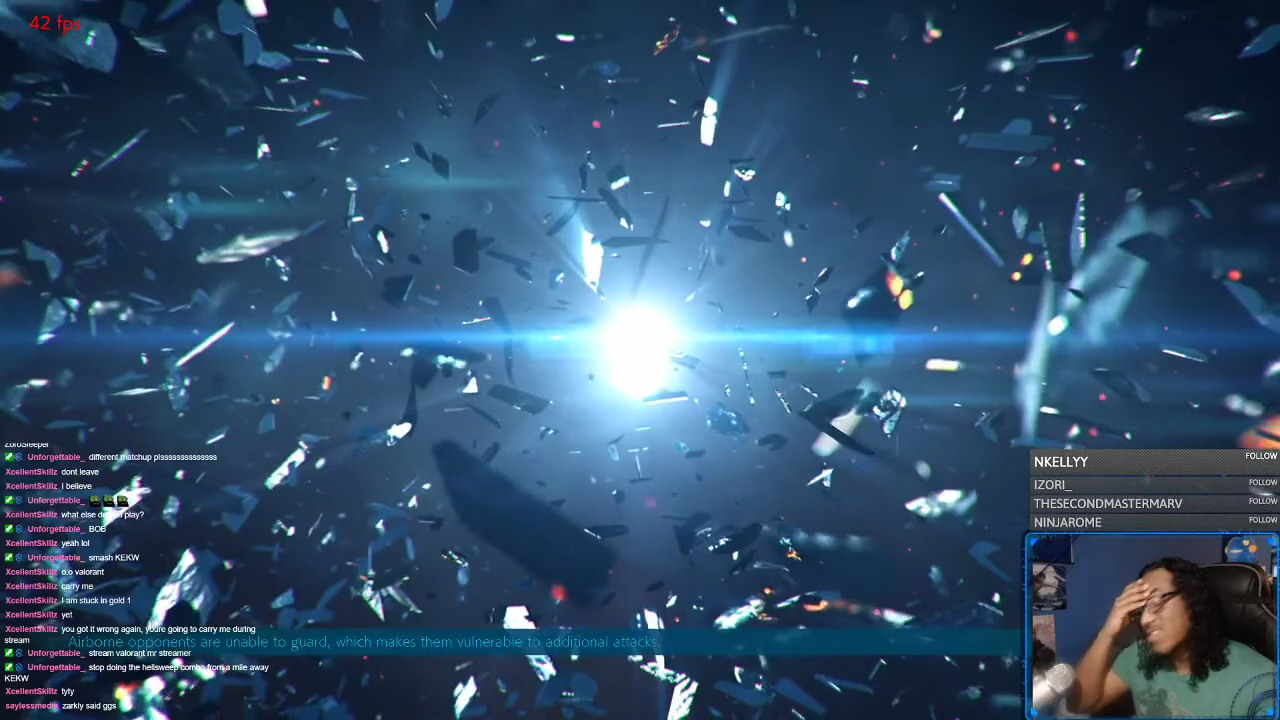 42 fps
ZoroSleeper
Unforgettable_ different matchup plssssssssssssss
XcellentSkillz dont leave
XcellentSkillz I believe
Unforgettable_
XcellentSkillz what else do play?
Unforgettable_ BOB
XcellentSkillz yeah lol
Unforgettable_ smash KEKW
XcellentSkillz o.o valorant
XcellentSkillz carry me
XcellentSkillz I am stuck in gold 1
XcellentSkillz yet
XcellentSkillz you got it wrong again, youre going to carry me during
stream
Airborne opponents are unable to guard, which makes them vulnerable to additional attacks.
Unforgettable_ stream valorant mr streamer
Unforgettable_ stop doing the hellsweep combo from a mile away
KEKW
XcellentSkillz tyty
saylessmedia zarkly said ggs
NKELLYY FOLLOW
IZORI_ FOLLOW
THESECONDMASTERMARV FOLLOW
NINJAROME FOLLOW